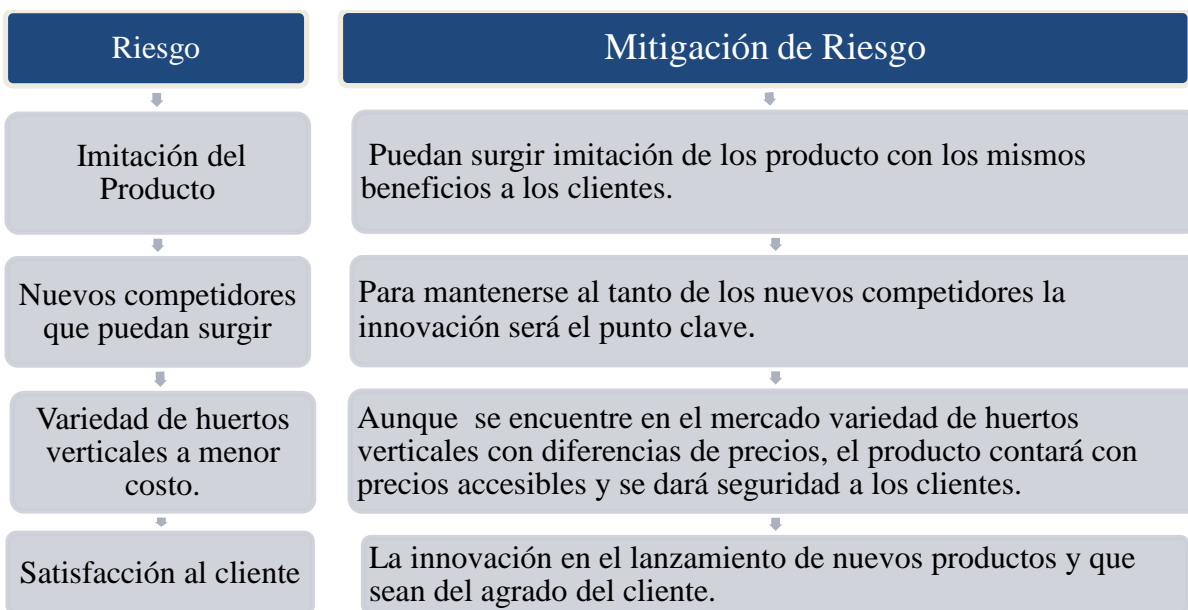 Riesgo
Mitigación de Riesgo
Imitación del
Producto
Puedan surgir imitación de los producto con los mismos
beneficios a los clientes.
Nuevos competidores
que puedan surgir
Para mantenerse al tanto de los nuevos competidores la
innovación será el punto clave.
Variedad de huertos
verticales a menor
costo.
Aunque se encuentre en el mercado variedad de huertos
verticales con diferencias de precios, el producto contará con
precios accesibles y se dará seguridad a los clientes.
Satisfacción al cliente
La innovación en el lanzamiento de nuevos productos y que
sean del agrado del cliente.